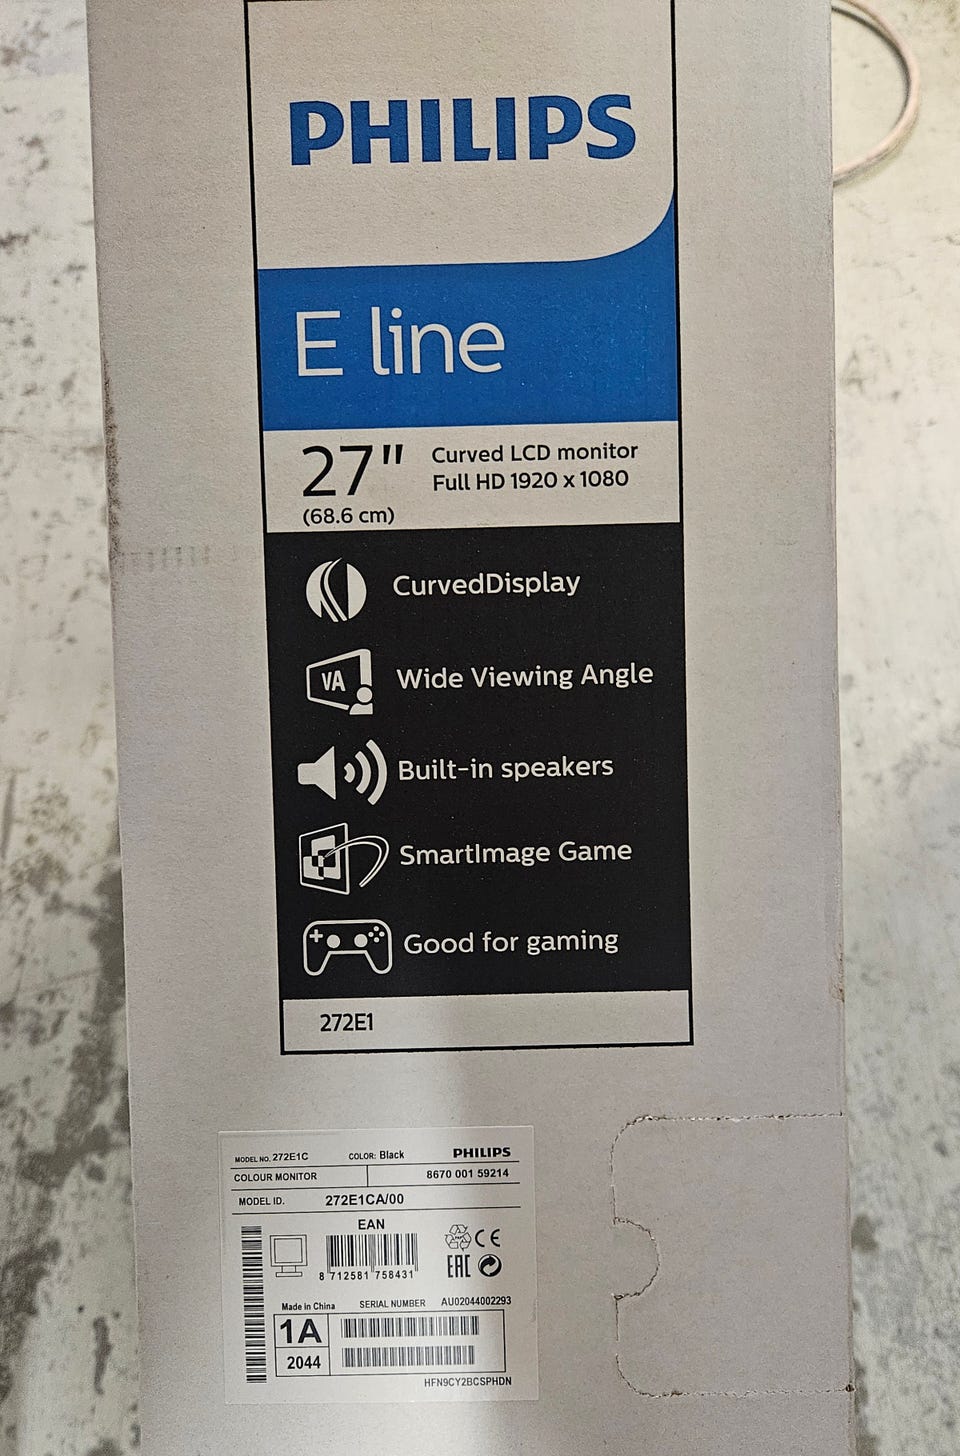 PHILIPS
E line
27"
(68.6 cm)
Curved LCD monitor
Full HD 1920 x 1080
CurvedDisplay
VA
Wide Viewing Angle
Built-in speakers
SmartImage Game
Good for gaming
272E1
MODEL NO. 272E1C COLOR: Black PHILIPS
COLOUR MONITOR 8670 001 59214
MODEL ID. 272E1CA/00
EAN
8 712581 758431
CE
EAC
Made in China SERIAL NUMBER AU02044002293
1A
2044
HFN9CY2BCSPHDN